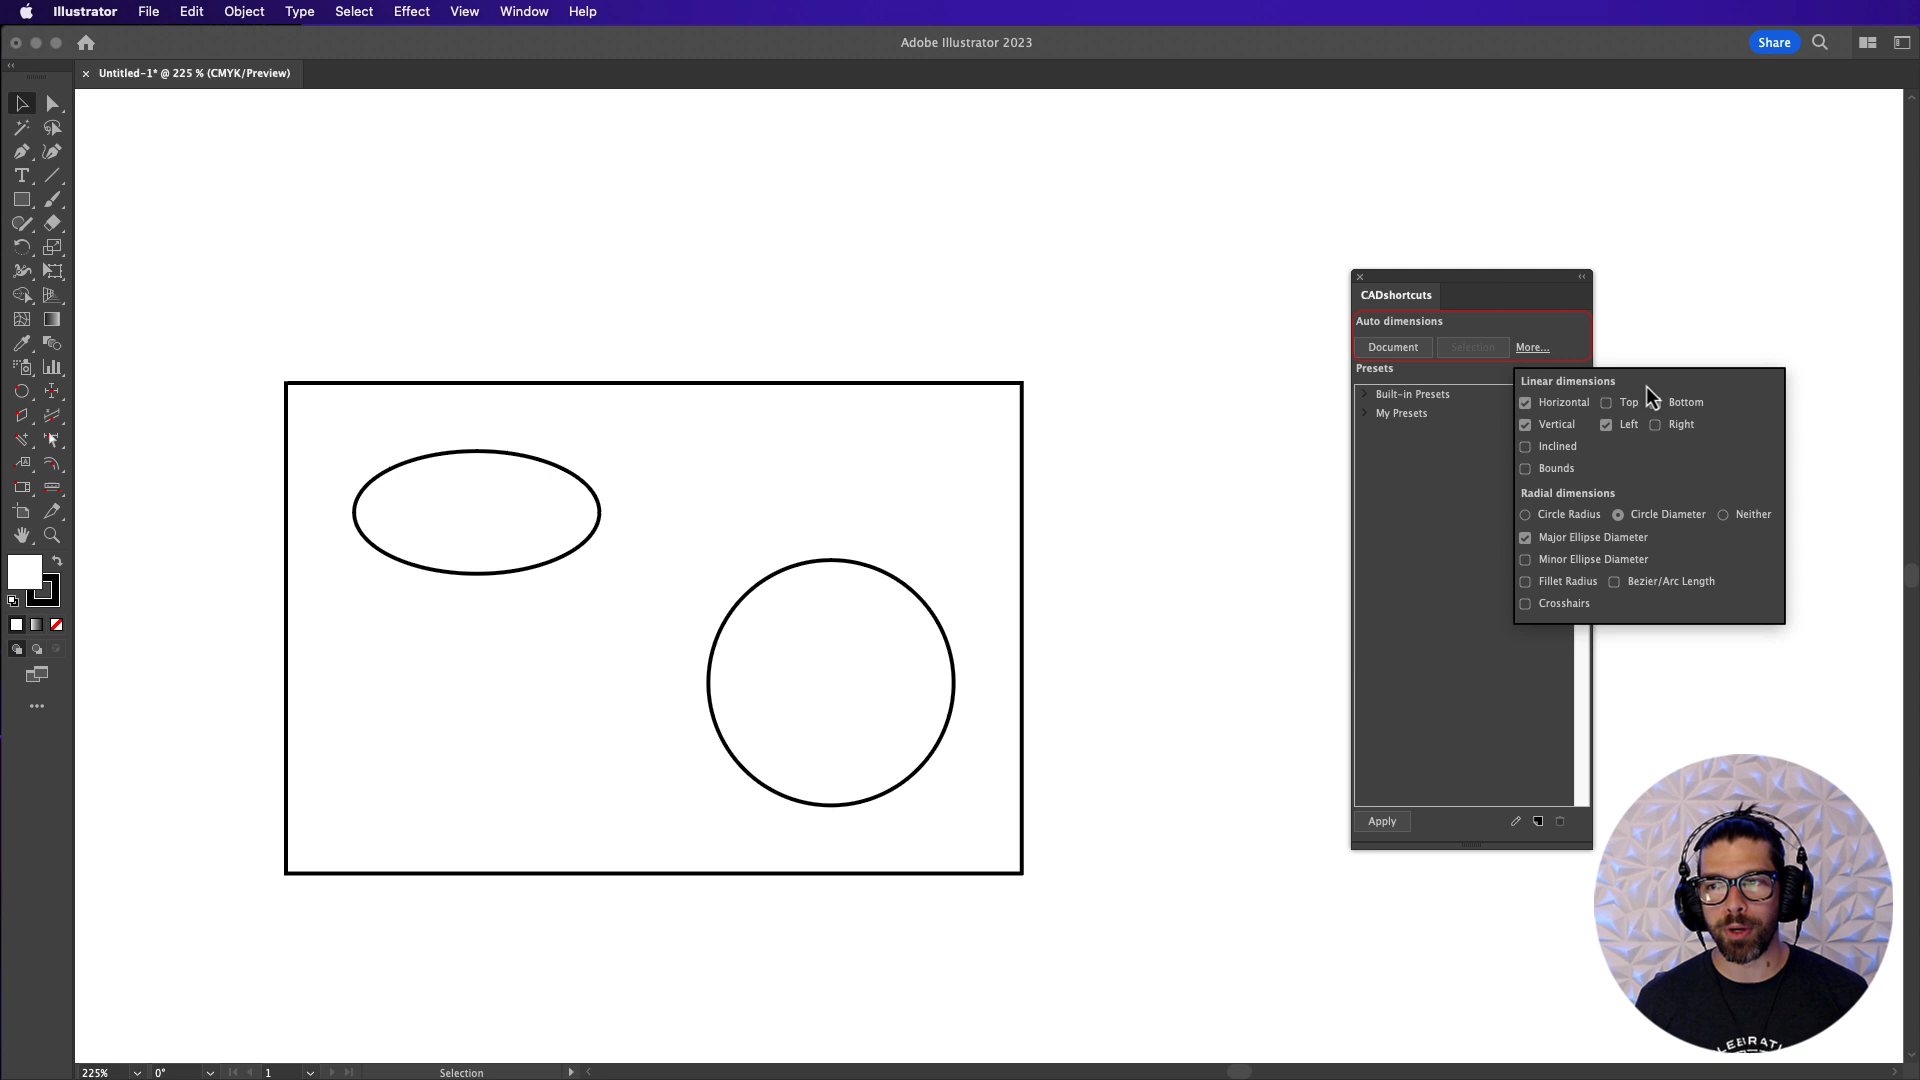 Illustrator File Edit Object Type Select Effect View Window Help
Adobe Illustrator 2023
Share
Untitled-1* @ 225 % (CMYK/Preview)
CADshortcuts
Auto dimensions
Document Selection More...
Presets
Built-in Presets
My Presets
Linear dimensions
Horizontal Top Bottom
Vertical Left Right
Inclined
Bounds
Radial dimensions
Circle Radius Circle Diameter Neither
Major Ellipse Diameter
Minor Ellipse Diameter
Fillet Radius Bezier/Arc Length
Crosshairs
Apply
225% 0° 1 Selection